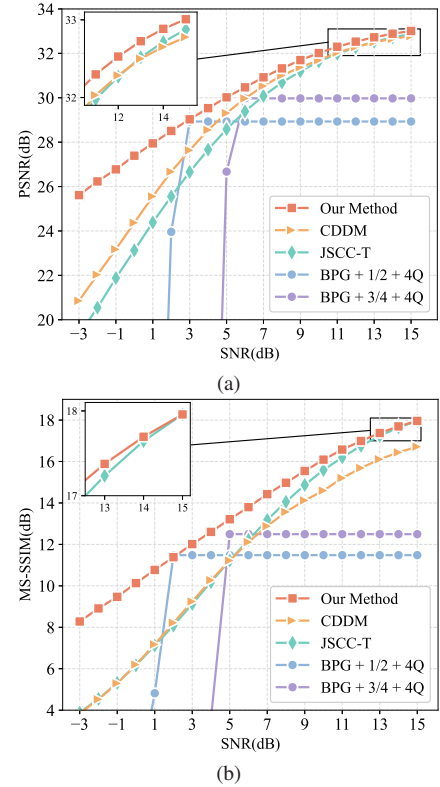 34
32
30
28
26
24
22
20
PSNR(dB)
33
32
12
14
Our Method
CDDM
JSCC-T
BPG + 1/2 + 4Q
BPG + 3/4 + 4Q
−3 −1 1 3 5 7 9 11 13 15
SNR(dB)
(a)
18
16
14
12
10
8
6
4
MS-SSIM(dB)
18
17
13 14 15
Our Method
CDDM
JSCC-T
BPG + 1/2 + 4Q
BPG + 3/4 + 4Q
−3 −1 1 3 5 7 9 11 13 15
SNR(dB)
(b)